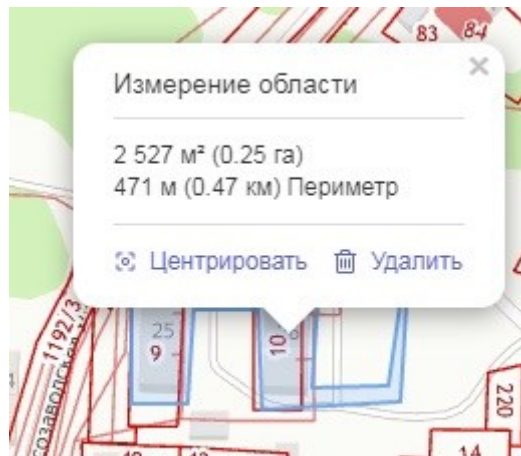 83 84
×
Измерение области
2 527 м² (0.25 га)
471 м (0.47 км) Периметр
Центрировать Удалить
1192/3
25
9
10
220
14